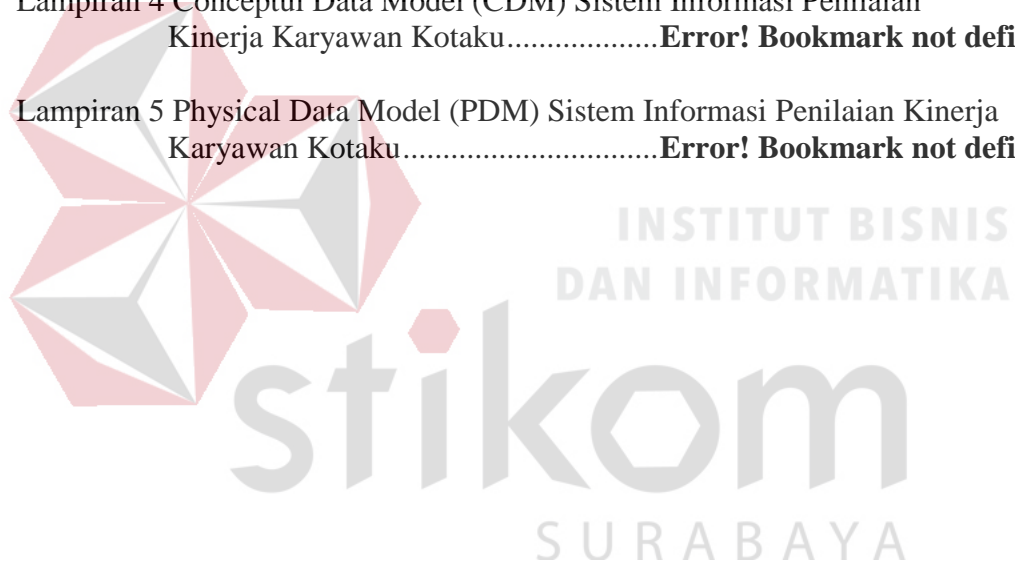 Lampiran 4 Conceptul Data Model (CDM) Sistem Informasi Penilaian
Kinerja Karyawan Kotaku...................Error! Bookmark not defi
Lampiran 5 Physical Data Model (PDM) Sistem Informasi Penilaian Kinerja
Karyawan Kotaku................................Error! Bookmark not defi
INSTITUT BISNIS
DAN INFORMATIKA
stikom
SURABAYA